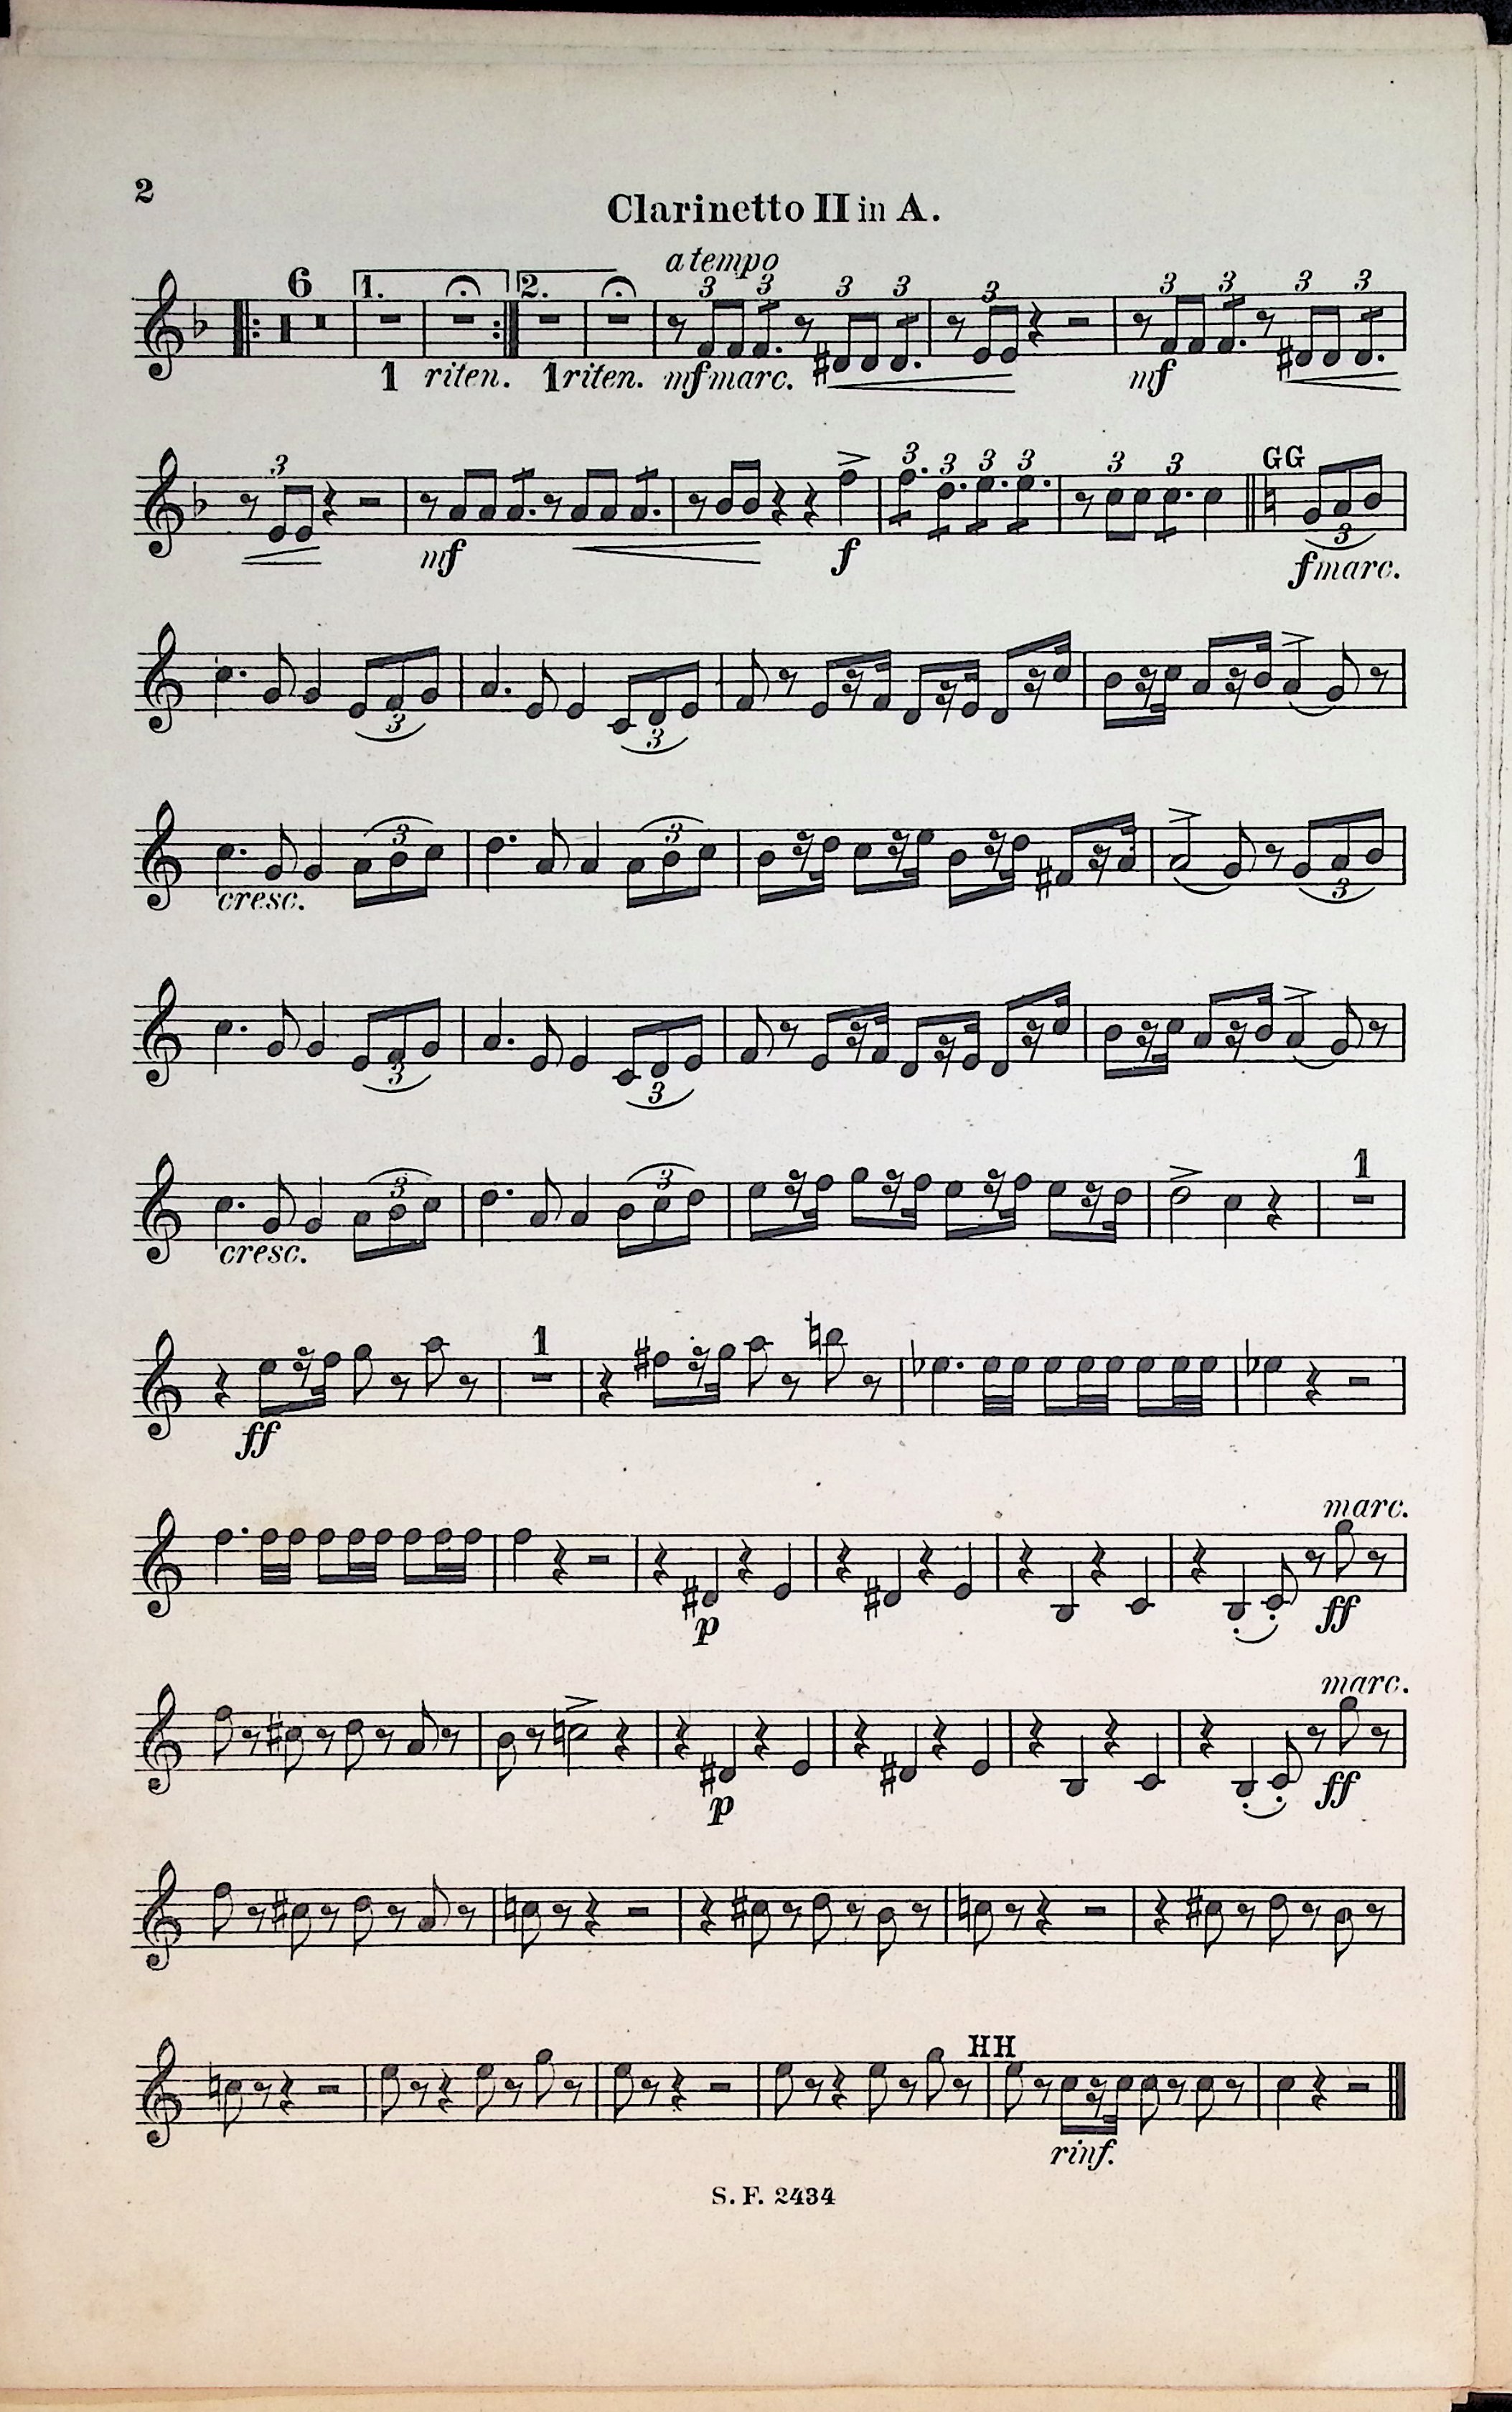 2
Clarinetto II in A.
a tempo
6 1. 2. 3 3 3 3 3 3 3 3 3
1 riten. 1 riten. mf marc. mf
3 3 3 3 3 3 3 GG
mf f 3
f marc.
3 3
3 3
cresc. 3
3 3
3 3 1
cresc.
1
ff
marc.
p ff
marc.
p ff
HH
rinf.
S. F. 2434